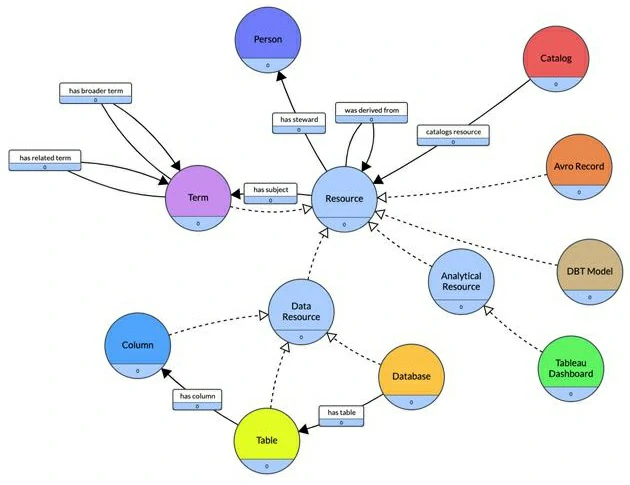 Person
0
Catalog
0
has broader term
0
was derived from
0
has steward
0
catalogs resource
0
has related term
0
Avro Record
0
Term
0
has subject
0
Resource
0
DBT Model
0
Analytical
Resource
0
Data
Resource
0
Column
0
Database
0
Tableau
Dashboard
0
has column
0
has table
0
Table
0